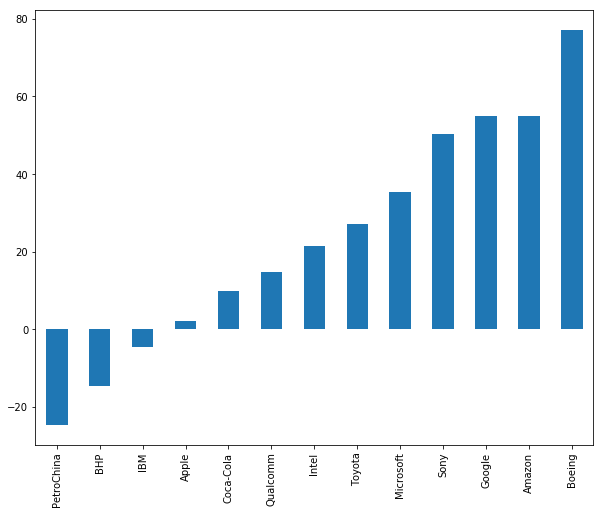 80
60
40
20
0
−20
PetroChina
BHP
IBM
Apple
Coca-Cola
Qualcomm
Intel
Toyota
Microsoft
Sony
Google
Amazon
Boeing